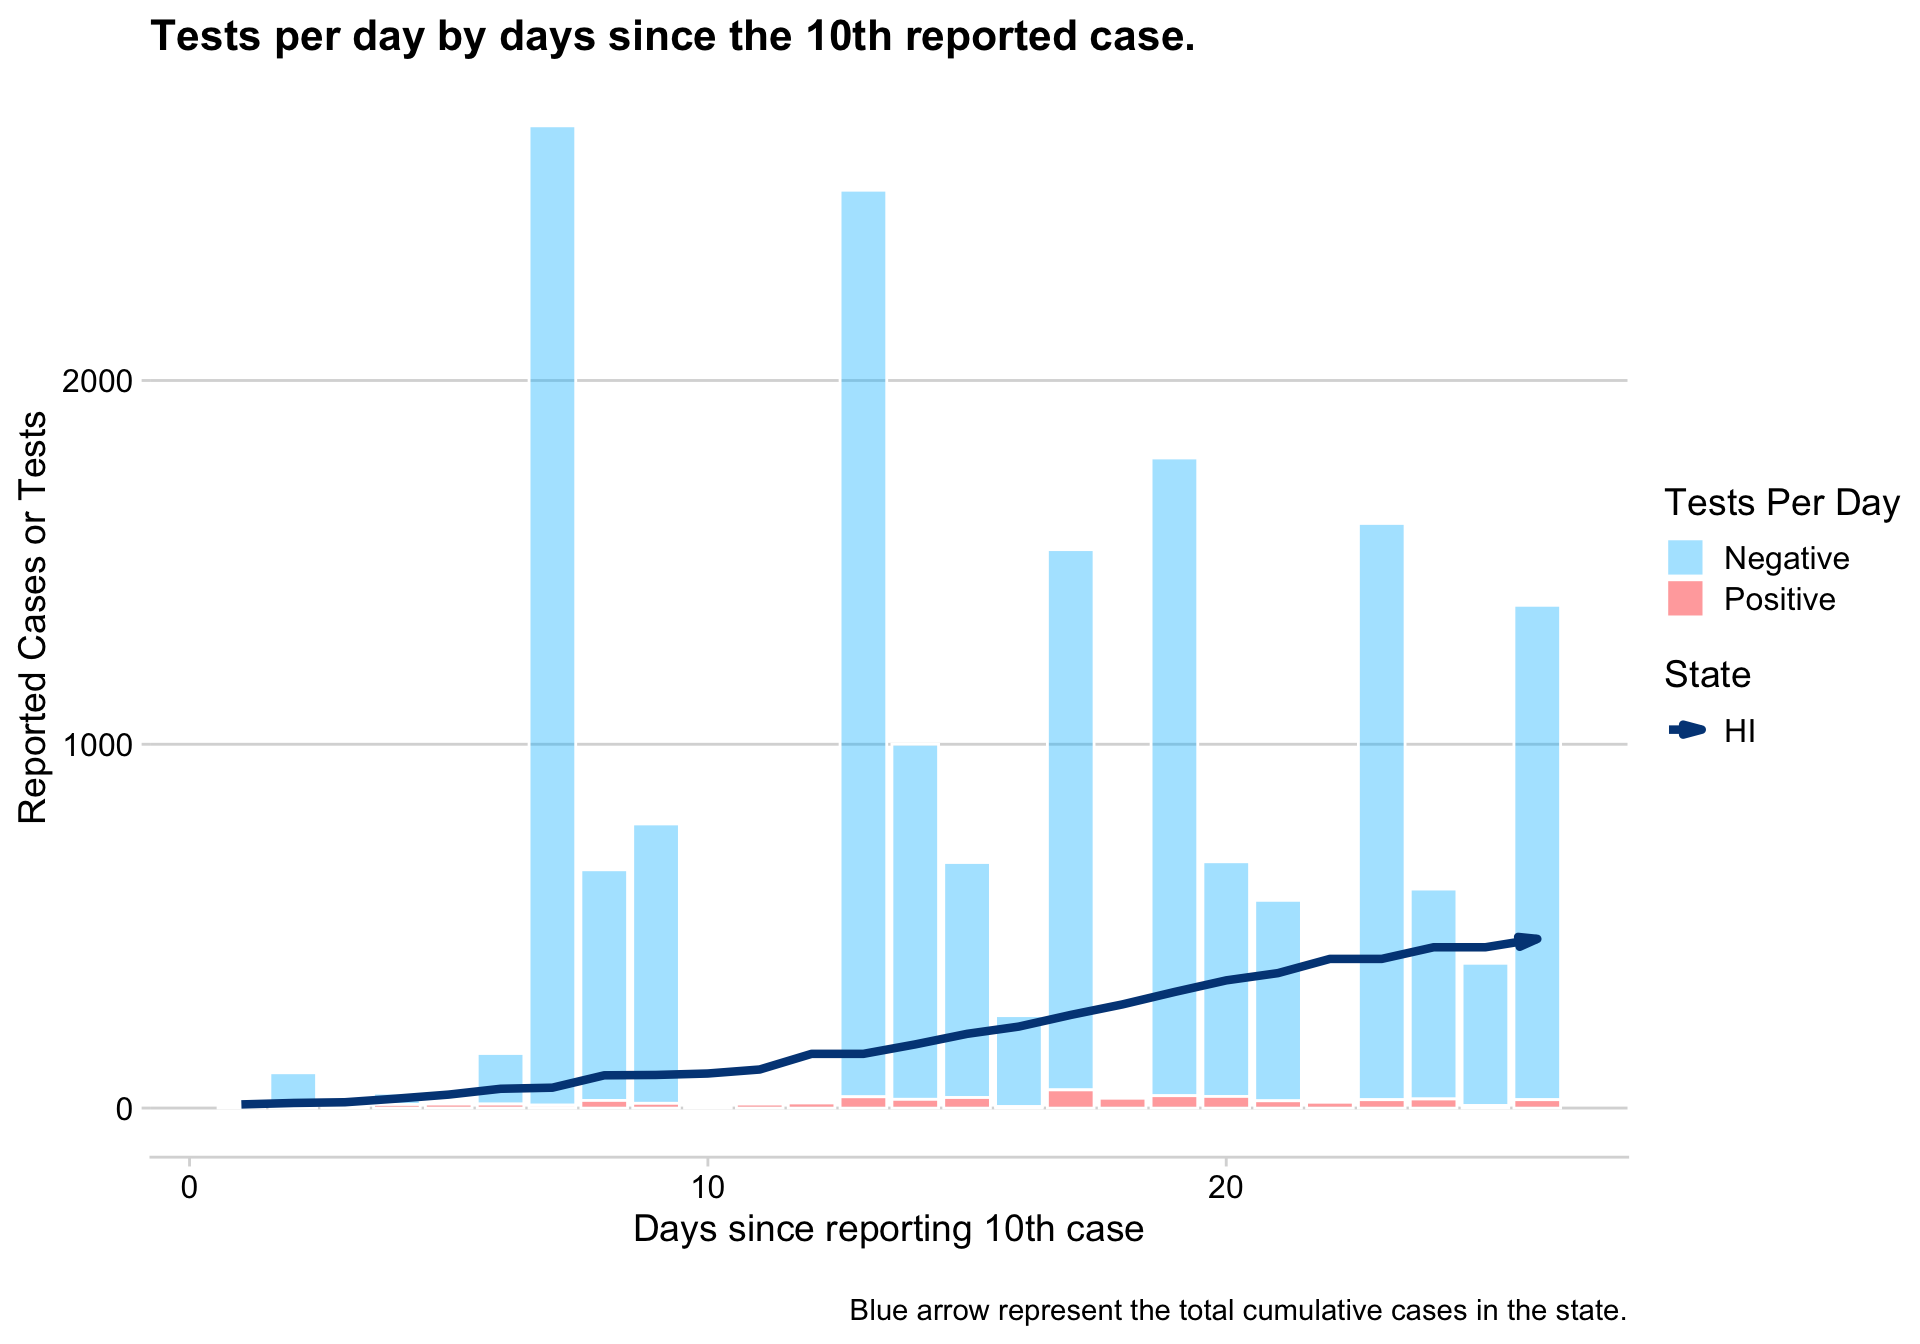 Tests per day by days since the 10th reported case.
Reported Cases or Tests
2000
1000
0
0
10
20
Days since reporting 10th case
Tests Per Day
Negative
Positive
State
HI
Blue arrow represent the total cumulative cases in the state.